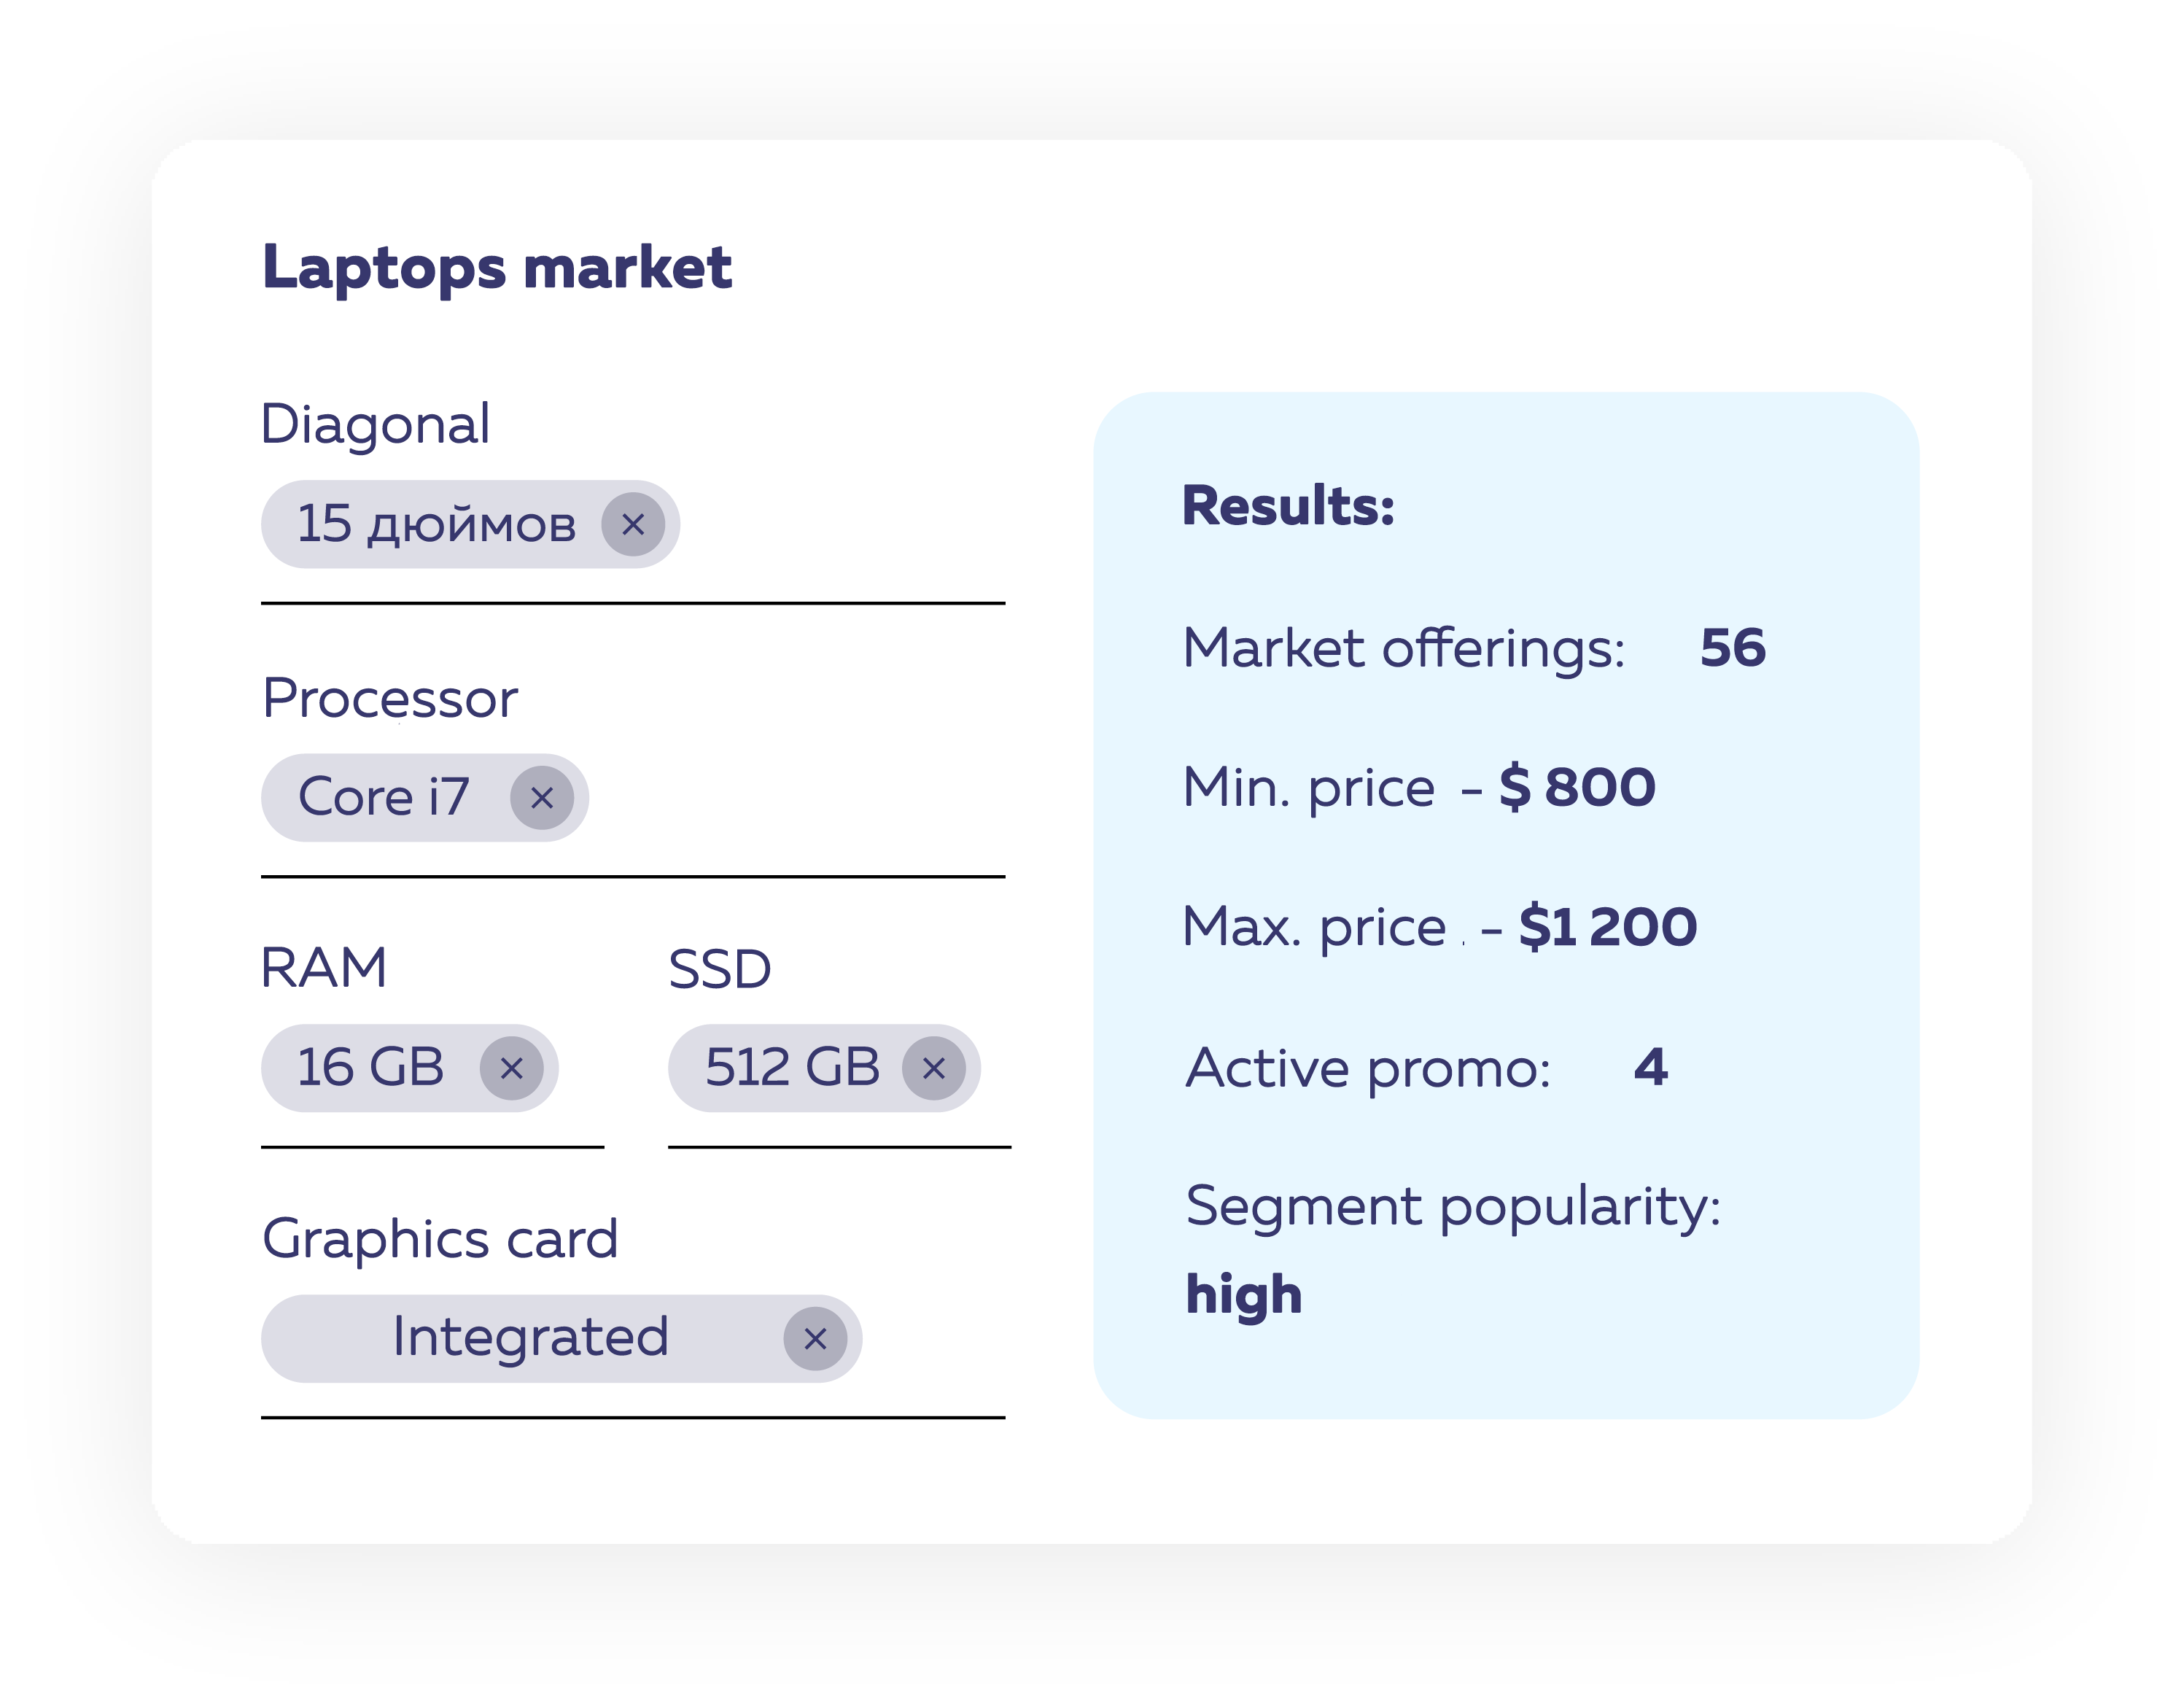 Laptops market
Diagonal
15 дюймов
Processor
Core i7
RAM
SSD
16 GB
512 GB
Graphics card
Integrated
Results:
Market offerings: 56
Min. price - $ 800
Max. price . - $1 200
Active promo: 4
Segment popularity:
high